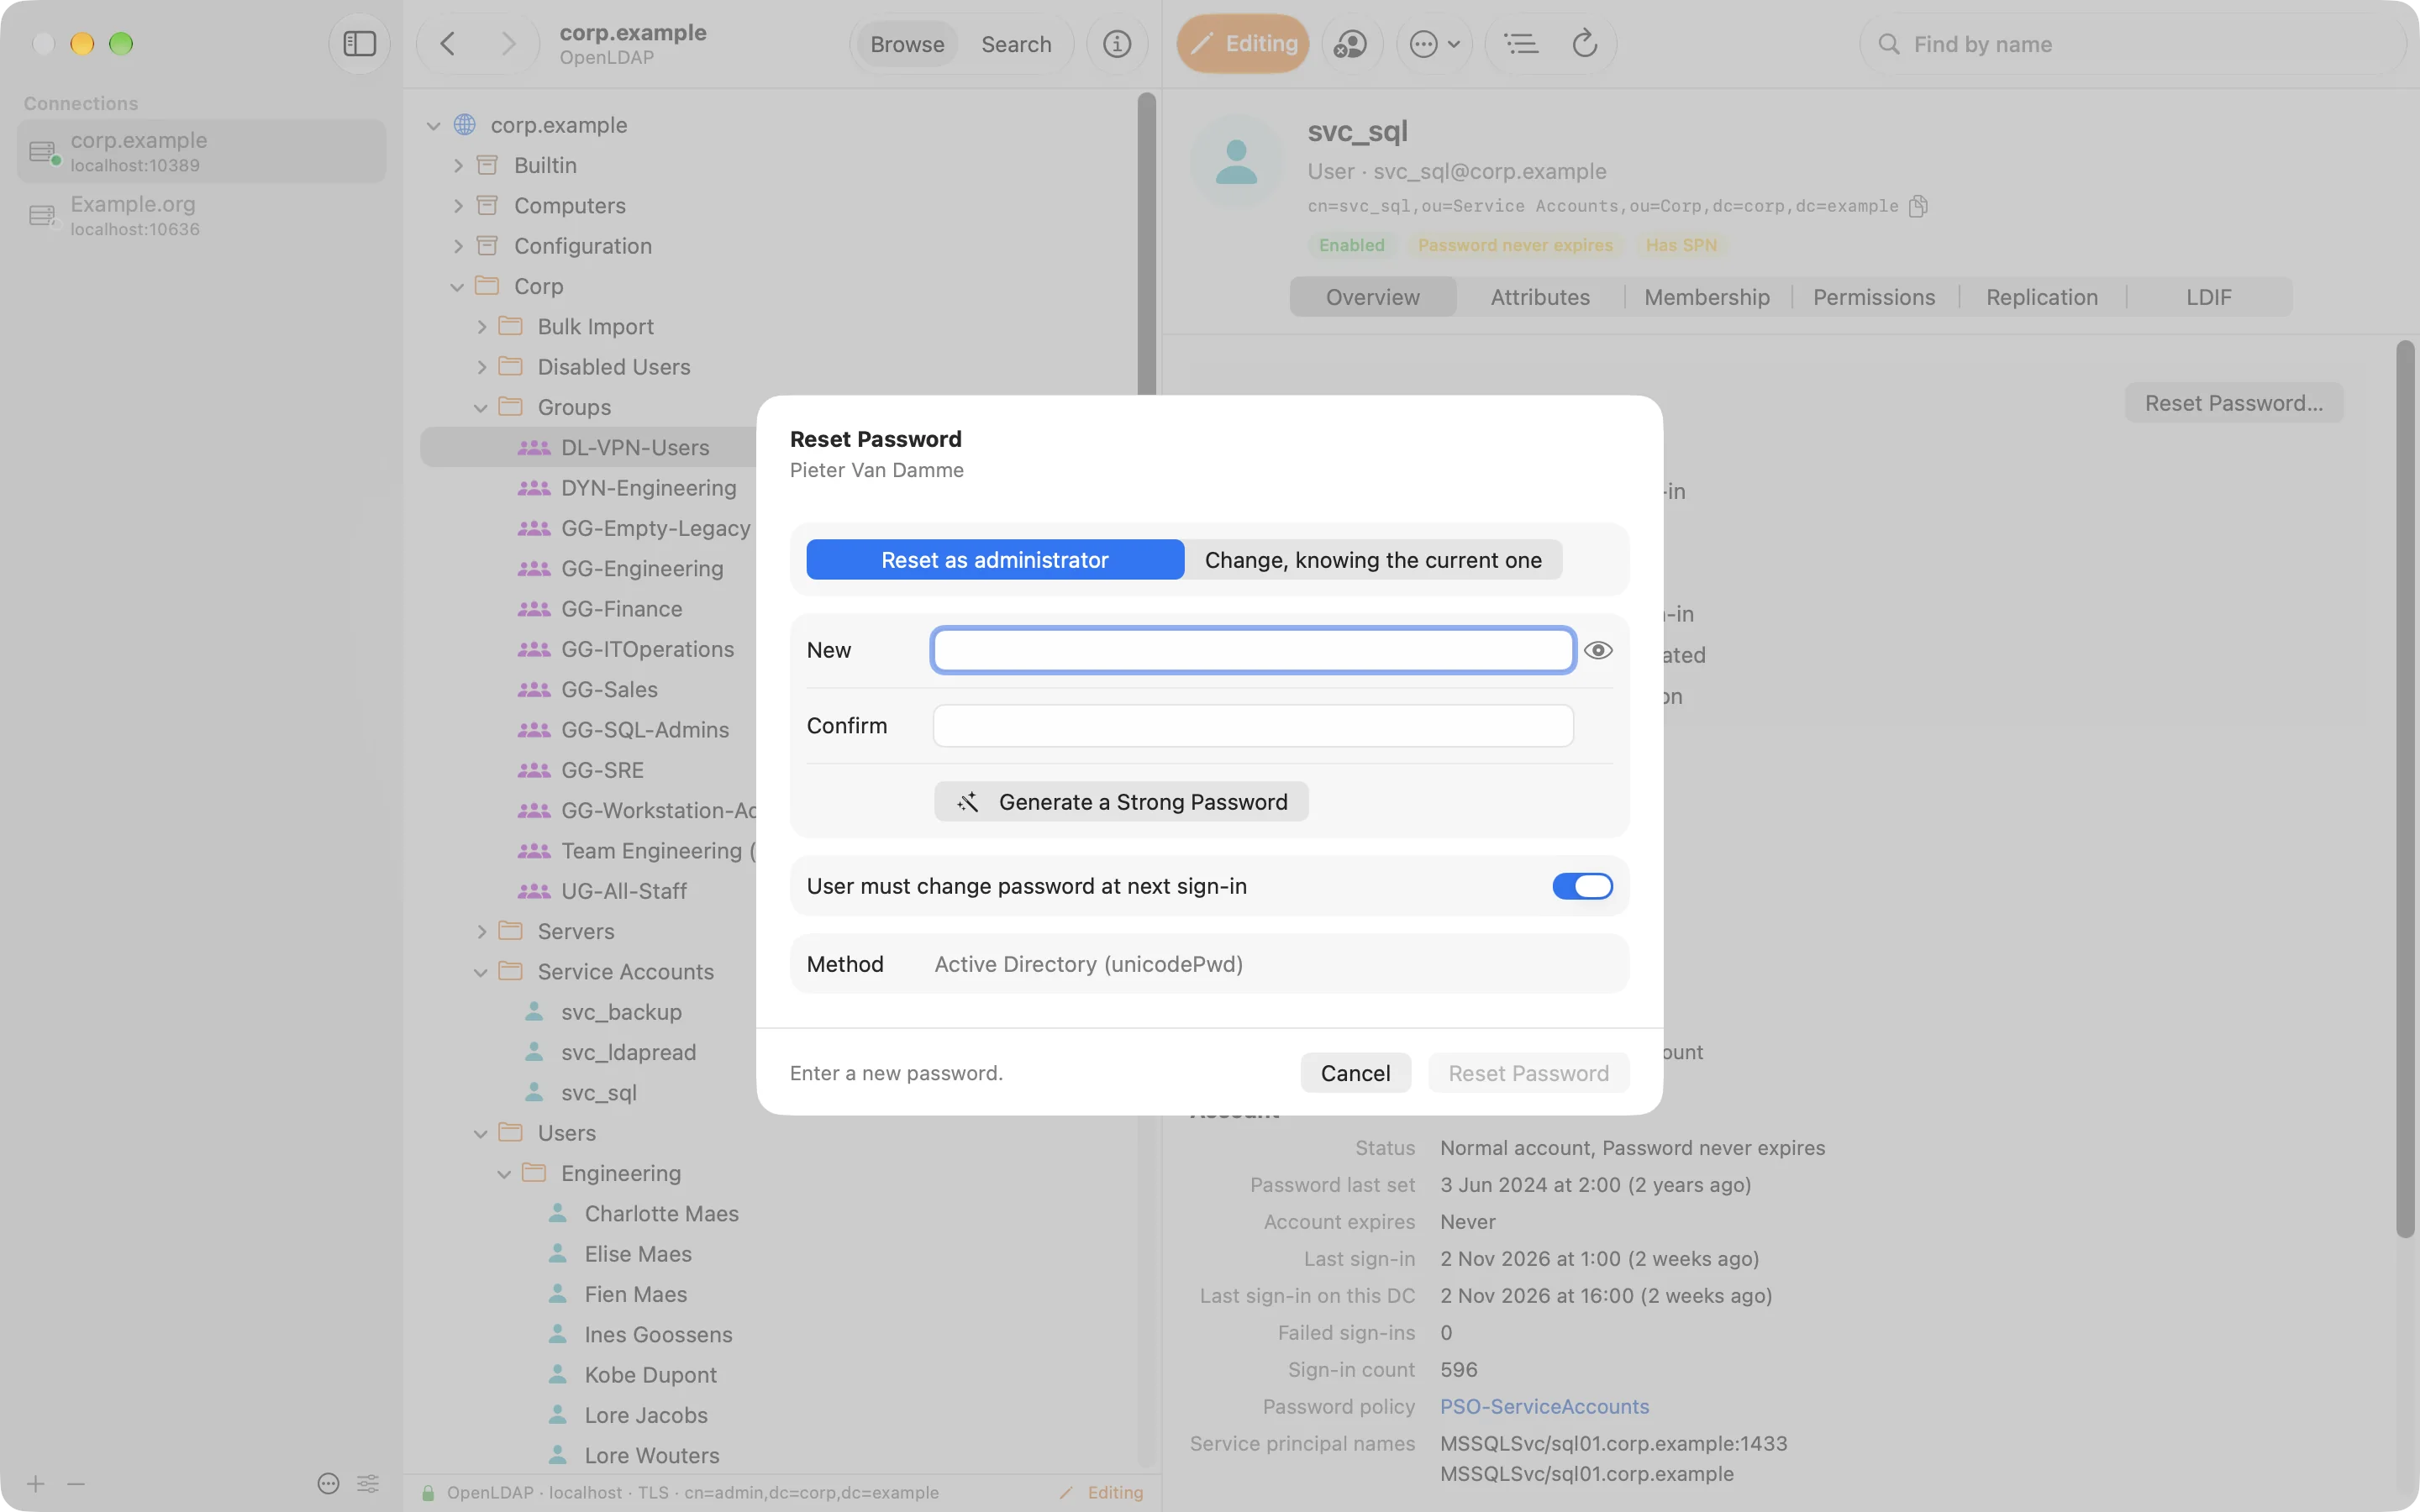 corp.example
OpenLDAP
Browse
Search
Editing
Find by name
Connections
corp.example
localhost:10389
Example.org
localhost:10636
corp.example
Builtin
Computers
Configuration
Corp
Bulk Import
Disabled Users
Groups
DL-VPN-Users
DYN-Engineering
GG-Empty-Legacy
GG-Engineering
GG-Finance
GG-ITOperations
GG-Sales
GG-SQL-Admins
GG-SRE
GG-Workstation-Ad
Team Engineering (
UG-All-Staff
Servers
Service Accounts
svc_backup
svc_ldapread
svc_sql
Users
Engineering
Charlotte Maes
Elise Maes
Fien Maes
Ines Goossens
Kobe Dupont
Lore Jacobs
Lore Wouters
OpenLDAP · localhost · TLS · cn=admin,dc=corp,dc=example
Editing
svc_sql
User · svc_sql@corp.example
cn=svc_sql,ou=Service Accounts,ou=Corp,dc=corp,dc=example
Enabled
Password never expires
Has SPN
Overview
Attributes
Membership
Permissions
Replication
LDIF
Reset Password...
Reset Password
Pieter Van Damme
Reset as administrator
Change, knowing the current one
New
Confirm
Generate a Strong Password
User must change password at next sign-in
Method Active Directory (unicodePwd)
Enter a new password.
Cancel
Reset Password
-in
-in
ated
on
ount
Status Normal account, Password never expires
Password last set 3 Jun 2024 at 2:00 (2 years ago)
Account expires Never
Last sign-in 2 Nov 2026 at 1:00 (2 weeks ago)
Last sign-in on this DC 2 Nov 2026 at 16:00 (2 weeks ago)
Failed sign-ins 0
Sign-in count 596
Password policy PSO-ServiceAccounts
Service principal names MSSQLSvc/sql01.corp.example:1433
MSSQLSvc/sql01.corp.example